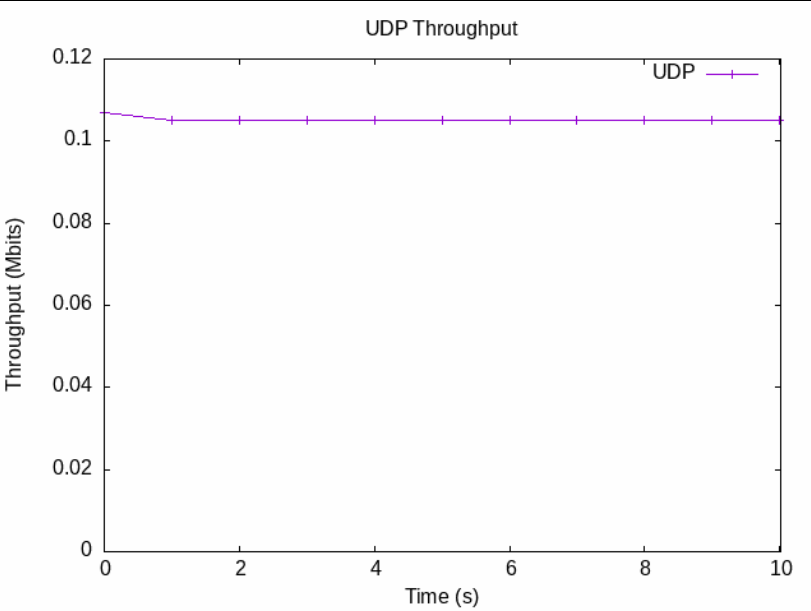 UDP Throughput
0.12
UDP
0.1
0.08
0.06
0.04
0.02
0
Throughput (Mbits)
0 2 4 6 8 10
Time (s)